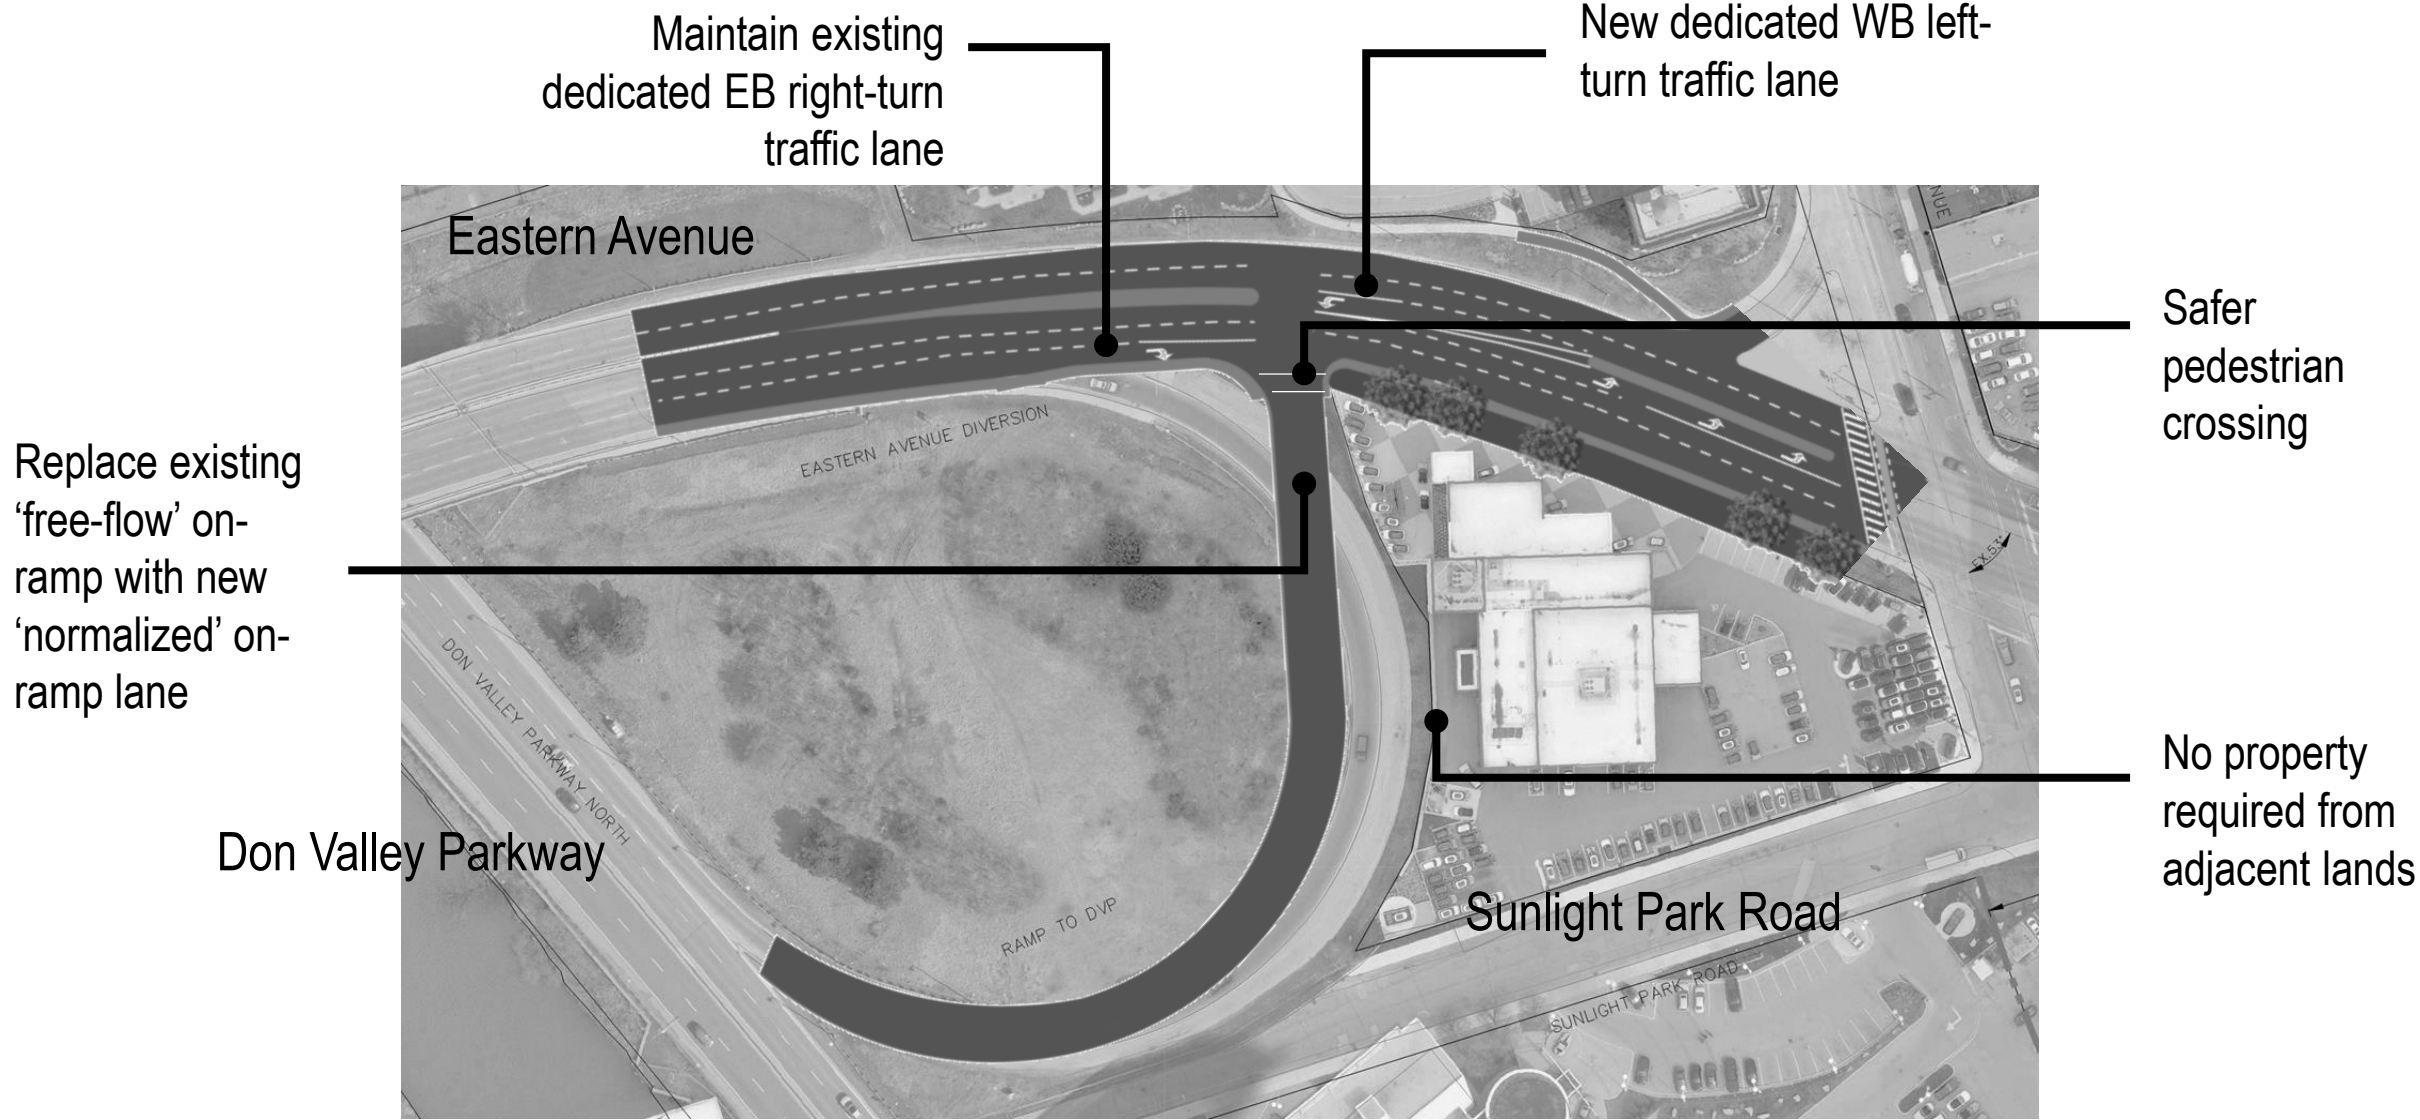 Maintain existing
dedicated EB right-turn
traffic lane
New dedicated WB left-
turn traffic lane
Eastern Avenue
NUE
Safer
pedestrian
crossing
EASTERN AVENUE DIVERSION
Replace existing
‘free-flow’ on-
ramp with new
‘normalized’ on-
ramp lane
EX.53'
DON VALLEY PARKWAY NORTH
Don Valley Parkway
No property
required from
adjacent lands
RAMP TO DVP
Sunlight Park Road
SUNLIGHT PARK ROAD